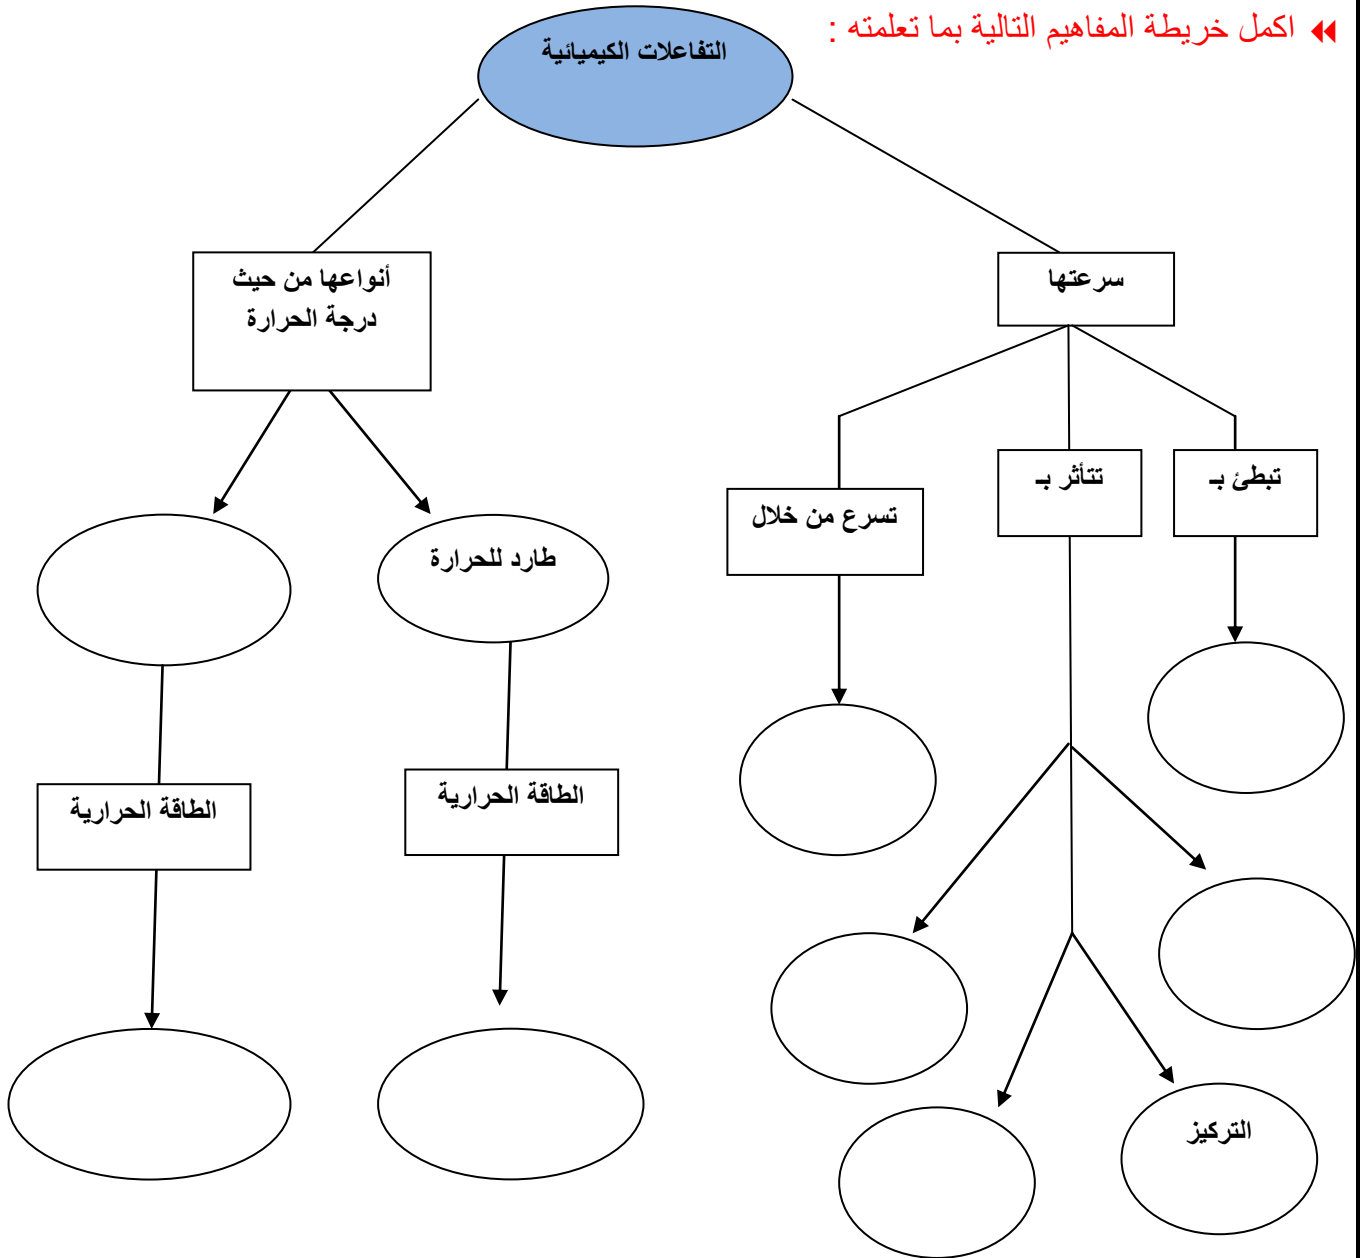 اكمل خريطة المفاهيم التالية بما تعلمته :
التفاعلات الكيميائية
سرعتها
أنواعها من حيث
درجة الحرارة
تبطئ بـ
تتأثر بـ
تسرع من خلال
طارد للحرارة
الطاقة الحرارية
الطاقة الحرارية
التركيز